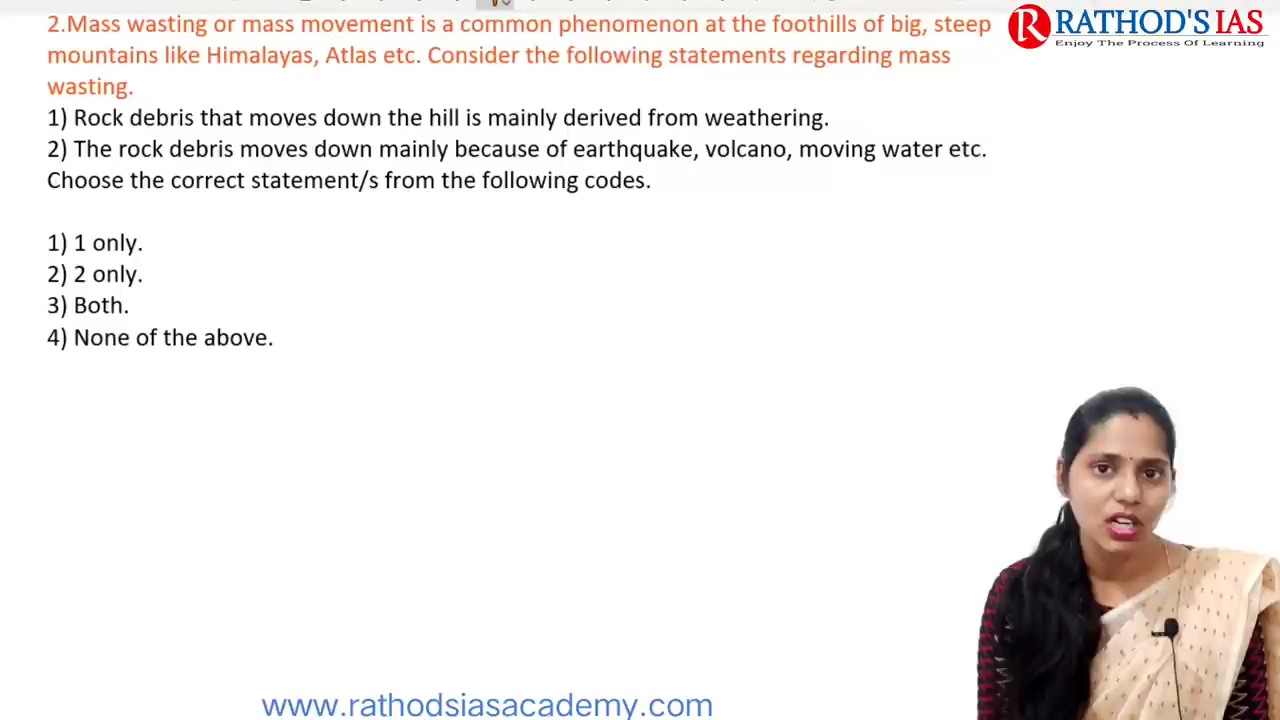 2.Mass wasting or mass movement is a common phenomenon at the foothills of big, steep
mountains like Himalayas, Atlas etc. Consider the following statements regarding mass
wasting.
1) Rock debris that moves down the hill is mainly derived from weathering.
2) The rock debris moves down mainly because of earthquake, volcano, moving water etc.
Choose the correct statement/s from the following codes.
1) 1 only.
2) 2 only.
3) Both.
4) None of the above.
R RATHOD'S IAS
Enjoy The Process Of Learning
www.rathodsiasacademy.com